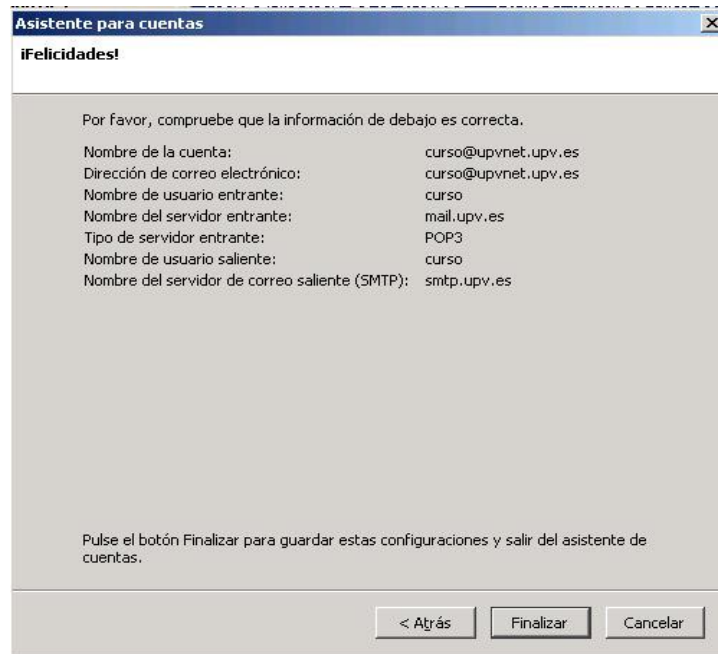 Asistente para cuentas
¡Felicidades!
Por favor, compruebe que la información de debajo es correcta.
Nombre de la cuenta: curso@upvnet.upv.es
Dirección de correo electrónico: curso@upvnet.upv.es
Nombre de usuario entrante: curso
Nombre del servidor entrante: mail.upv.es
Tipo de servidor entrante: POP3
Nombre de usuario saliente: curso
Nombre del servidor de correo saliente (SMTP): smtp.upv.es
Pulse el botón Finalizar para guardar estas configuraciones y salir del asistente de
cuentas.
< Atrás Finalizar Cancelar